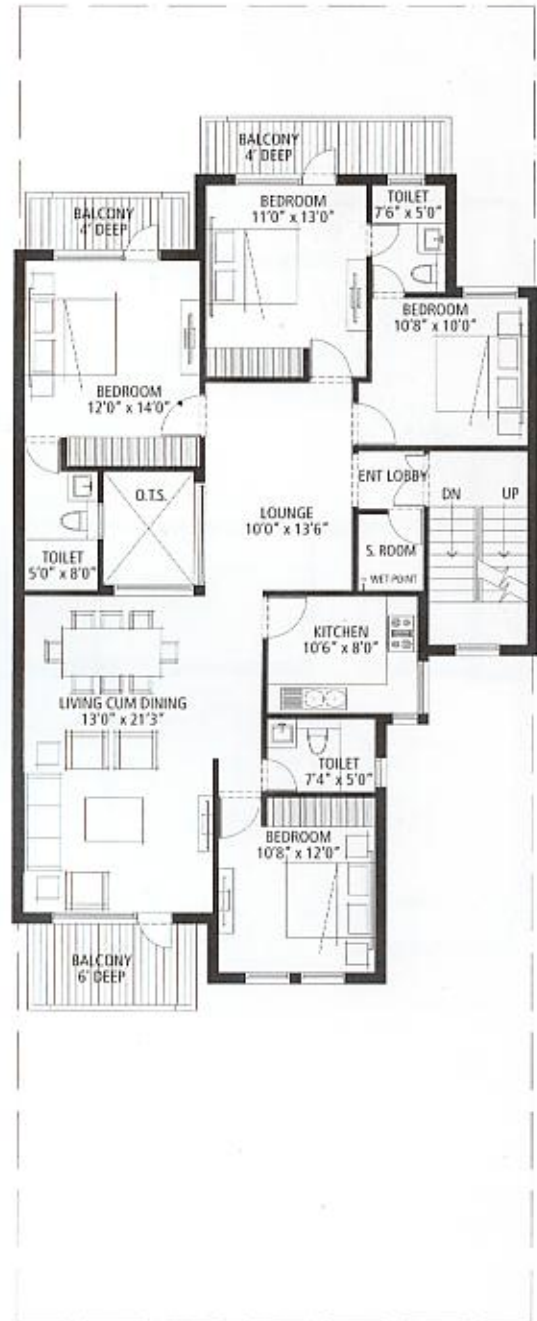 BALCONY
4' DEEP
BEDROOM
11'0" x 13'0"
TOILET
7'6" x 5'0"
BALCONY
4' DEEP
BEDROOM
10'8" x 10'0"
BEDROOM
12'0" x 14'0"
O.T.S.
ENT LOBBY
DN
UP
LOUNGE
10'0" x 13'6"
S. ROOM
WET POINT
TOILET
5'0" x 8'0"
KITCHEN
10'6" x 8'0"
LIVING CUM DINING
13'0" x 21'3"
TOILET
7'4" x 5'0"
BEDROOM
10'8" x 12'0"
BALCONY
6' DEEP